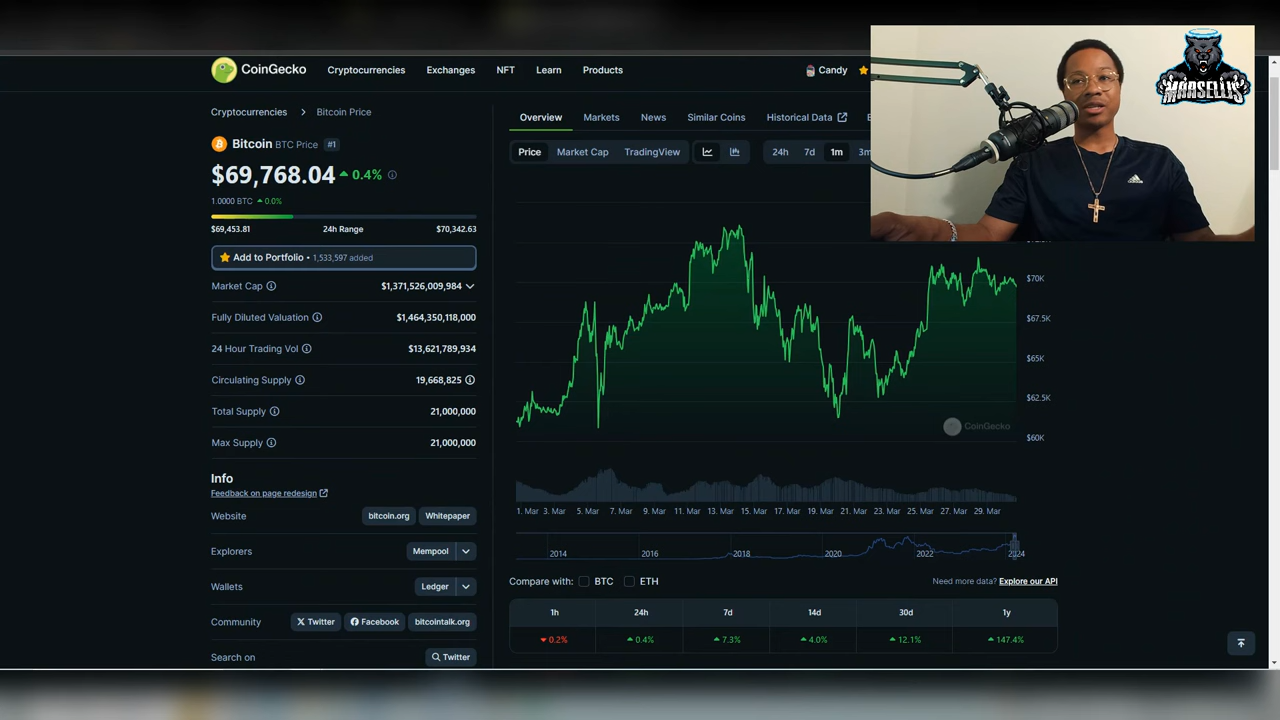 CoinGecko
Cryptocurrencies
Exchanges
NFT
Learn
Products
Candy
MARSELLIS
Cryptocurrencies > Bitcoin Price
Bitcoin BTC Price #1
$69,768.04 0.4%
1.0000 BTC 0.0%
$69,453.81 24h Range $70,342.63
Add to Portfolio • 1,533,597 added
Market Cap $1,371,526,009,984
Fully Diluted Valuation $1,464,350,118,000
24 Hour Trading Vol $13,621,789,934
Circulating Supply 19,668,825
Total Supply 21,000,000
Max Supply 21,000,000
Info
Feedback on page redesign
Website bitcoin.org Whitepaper
Explorers Mempool
Wallets Ledger
Community Twitter Facebook bitcointalk.org
Search on Twitter
Overview Markets News Similar Coins Historical Data
Price Market Cap TradingView 24h 7d 1m
$70K
$67.5K
$65K
$62.5K
$60K
CoinGecko
1. Mar 3. Mar 5. Mar 7. Mar 9. Mar 11. Mar 13. Mar 15. Mar 17. Mar 19. Mar 21. Mar 23. Mar 25. Mar 27. Mar 29. Mar
2014 2016 2018 2020 2022 2024
Compare with: BTC ETH Need more data? Explore our API
1h 24h 7d 14d 30d 1y
0.2% 0.4% 7.3% 4.0% 12.1% 147.4%